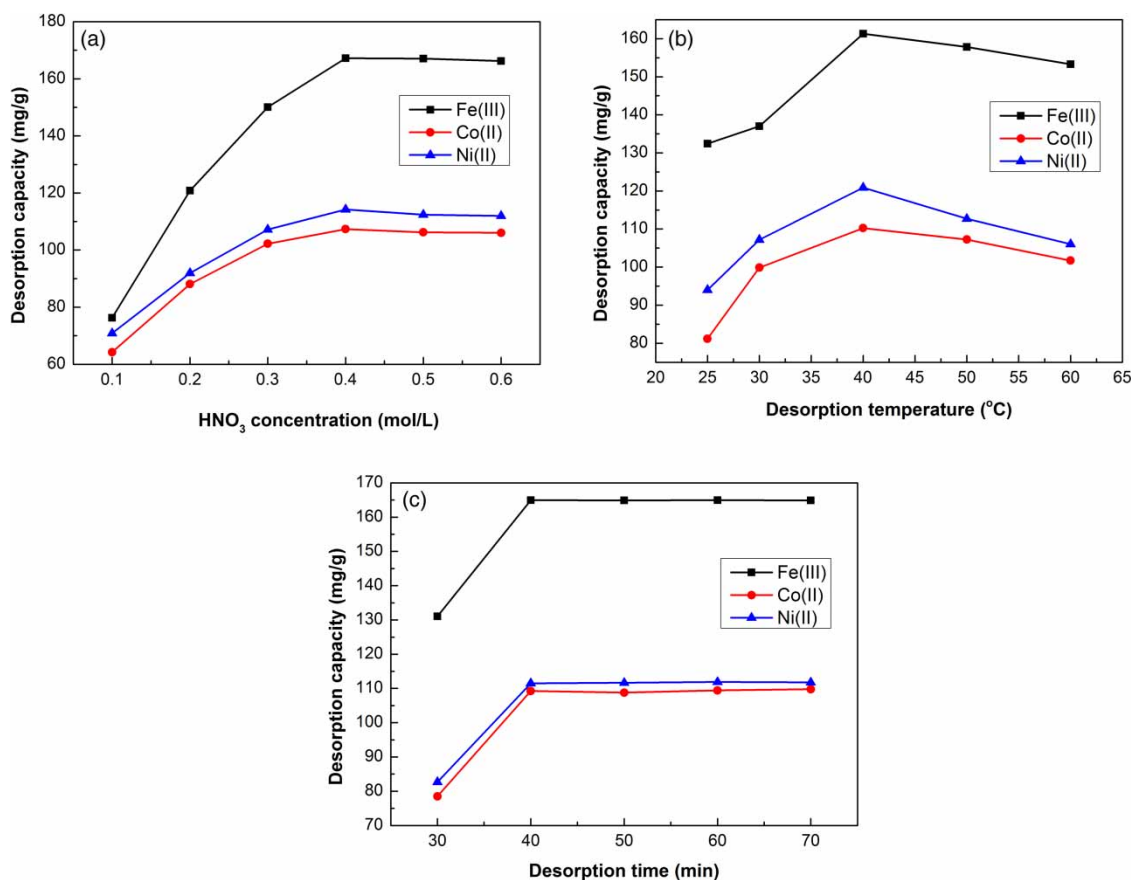 (a)
Desorption capacity (mg/g)
180
160
140
120
100
80
60
Fe(III)
Co(II)
Ni(II)
0.1 0.2 0.3 0.4 0.5 0.6
HNO₃ concentration (mol/L)
(b)
Desorption capacity (mg/g)
160
150
140
130
120
110
100
90
80
Fe(III)
Co(II)
Ni(II)
20 25 30 35 40 45 50 55 60 65
Desorption temperature (°C)
(c)
Desorption capacity (mg/g)
170
160
150
140
130
120
110
100
90
80
70
Fe(III)
Co(II)
Ni(II)
30 40 50 60 70
Desorption time (min)